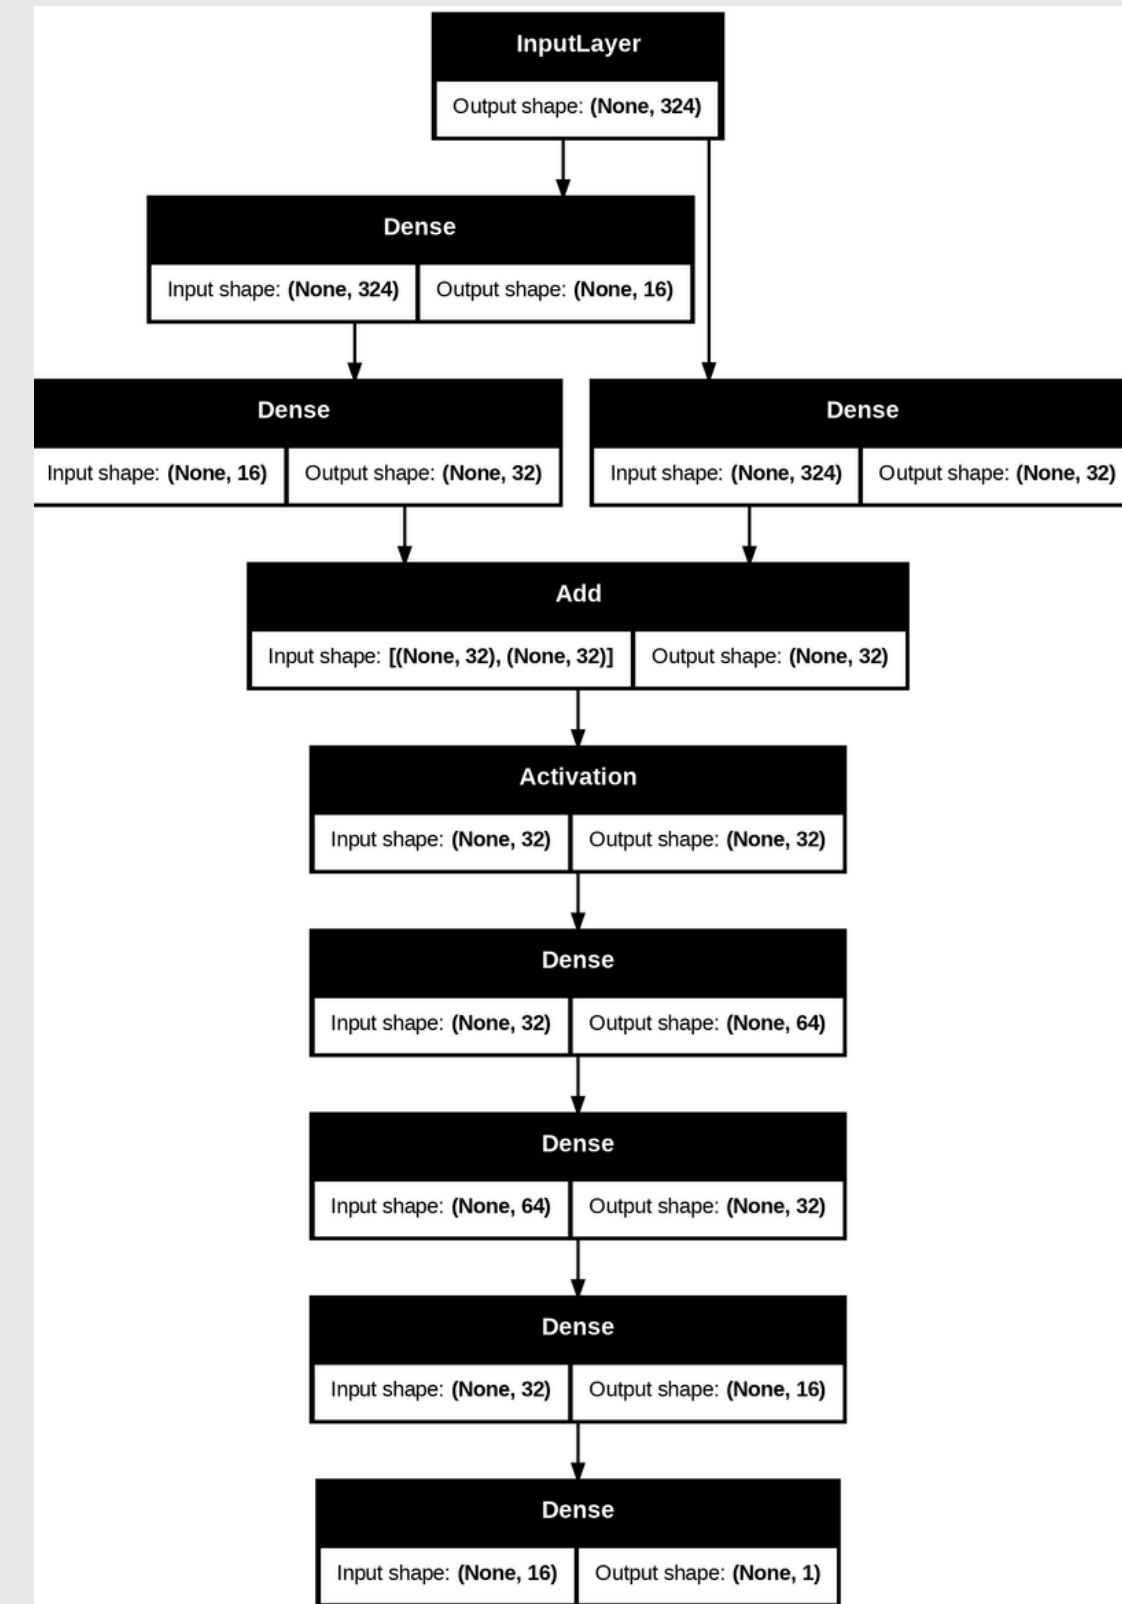 InputLayer
Output shape: (None, 324)
Dense
Input shape: (None, 324) Output shape: (None, 16)
Dense
Input shape: (None, 16) Output shape: (None, 32)
Dense
Input shape: (None, 324) Output shape: (None, 32)
Add
Input shape: [(None, 32), (None, 32)] Output shape: (None, 32)
Activation
Input shape: (None, 32) Output shape: (None, 32)
Dense
Input shape: (None, 32) Output shape: (None, 64)
Dense
Input shape: (None, 64) Output shape: (None, 32)
Dense
Input shape: (None, 32) Output shape: (None, 16)
Dense
Input shape: (None, 16) Output shape: (None, 1)